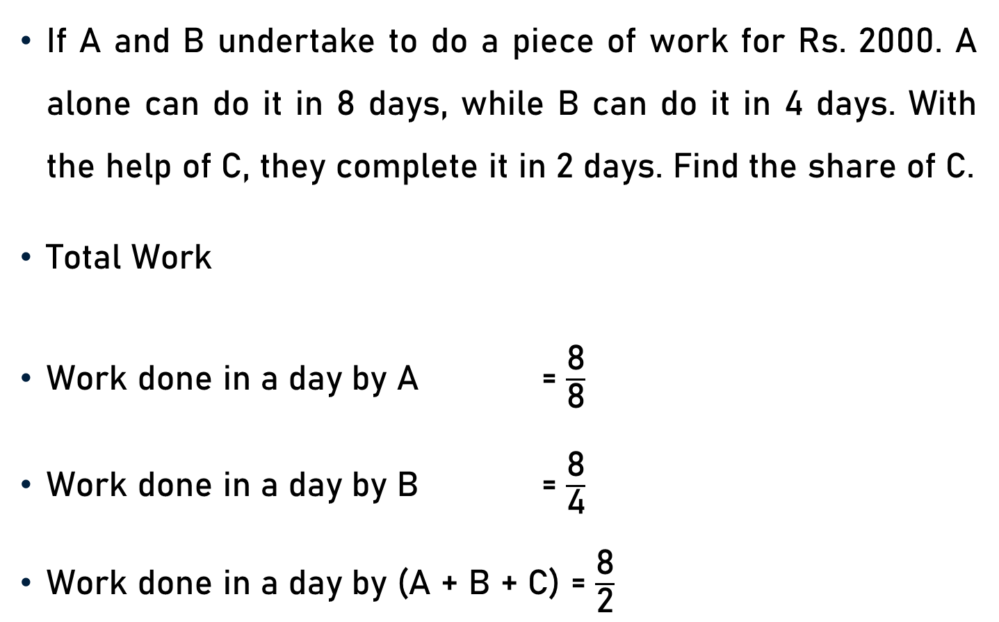 • If A and B undertake to do a piece of work for Rs. 2000. A
alone can do it in 8 days, while B can do it in 4 days. With
the help of C, they complete it in 2 days. Find the share of C.
• Total Work
• Work done in a day by A = 8/8
• Work done in a day by B = 8/4
• Work done in a day by (A + B + C) = 8/2